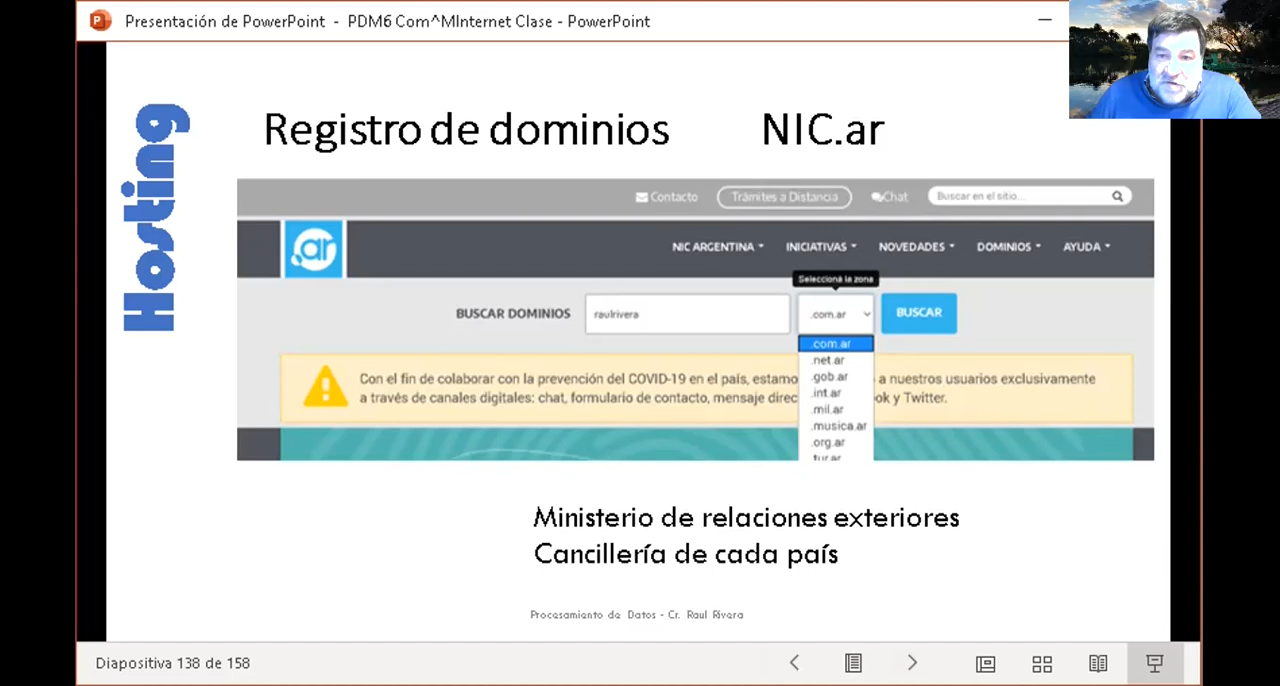 Presentación de PowerPoint - PDM6 Com^MInternet Clase - PowerPoint
Hosting
Registro de dominios NIC.ar
Contacto Trámites a Distancia Chat Buscar en el sitio...
.ar
NIC ARGENTINA INICIATIVAS NOVEDADES DOMINIOS AYUDA
Seleccioná la zona
BUSCAR DOMINIOS raulrivera .com.ar BUSCAR
.com.ar
.net.ar
.gob.ar
.int.ar
.mil.ar
.musica.ar
.org.ar
.tur.ar
Con el fin de colaborar con la prevención del COVID-19 en el país, a nuestros usuarios exclusivamente
a través de canales digitales: chat, formulario de contacto, mensaje y Twitter.
Ministerio de relaciones exteriores
Cancillería de cada país
Procesamiento de Datos - Cr. Raul Rivera
Diapositiva 138 de 158